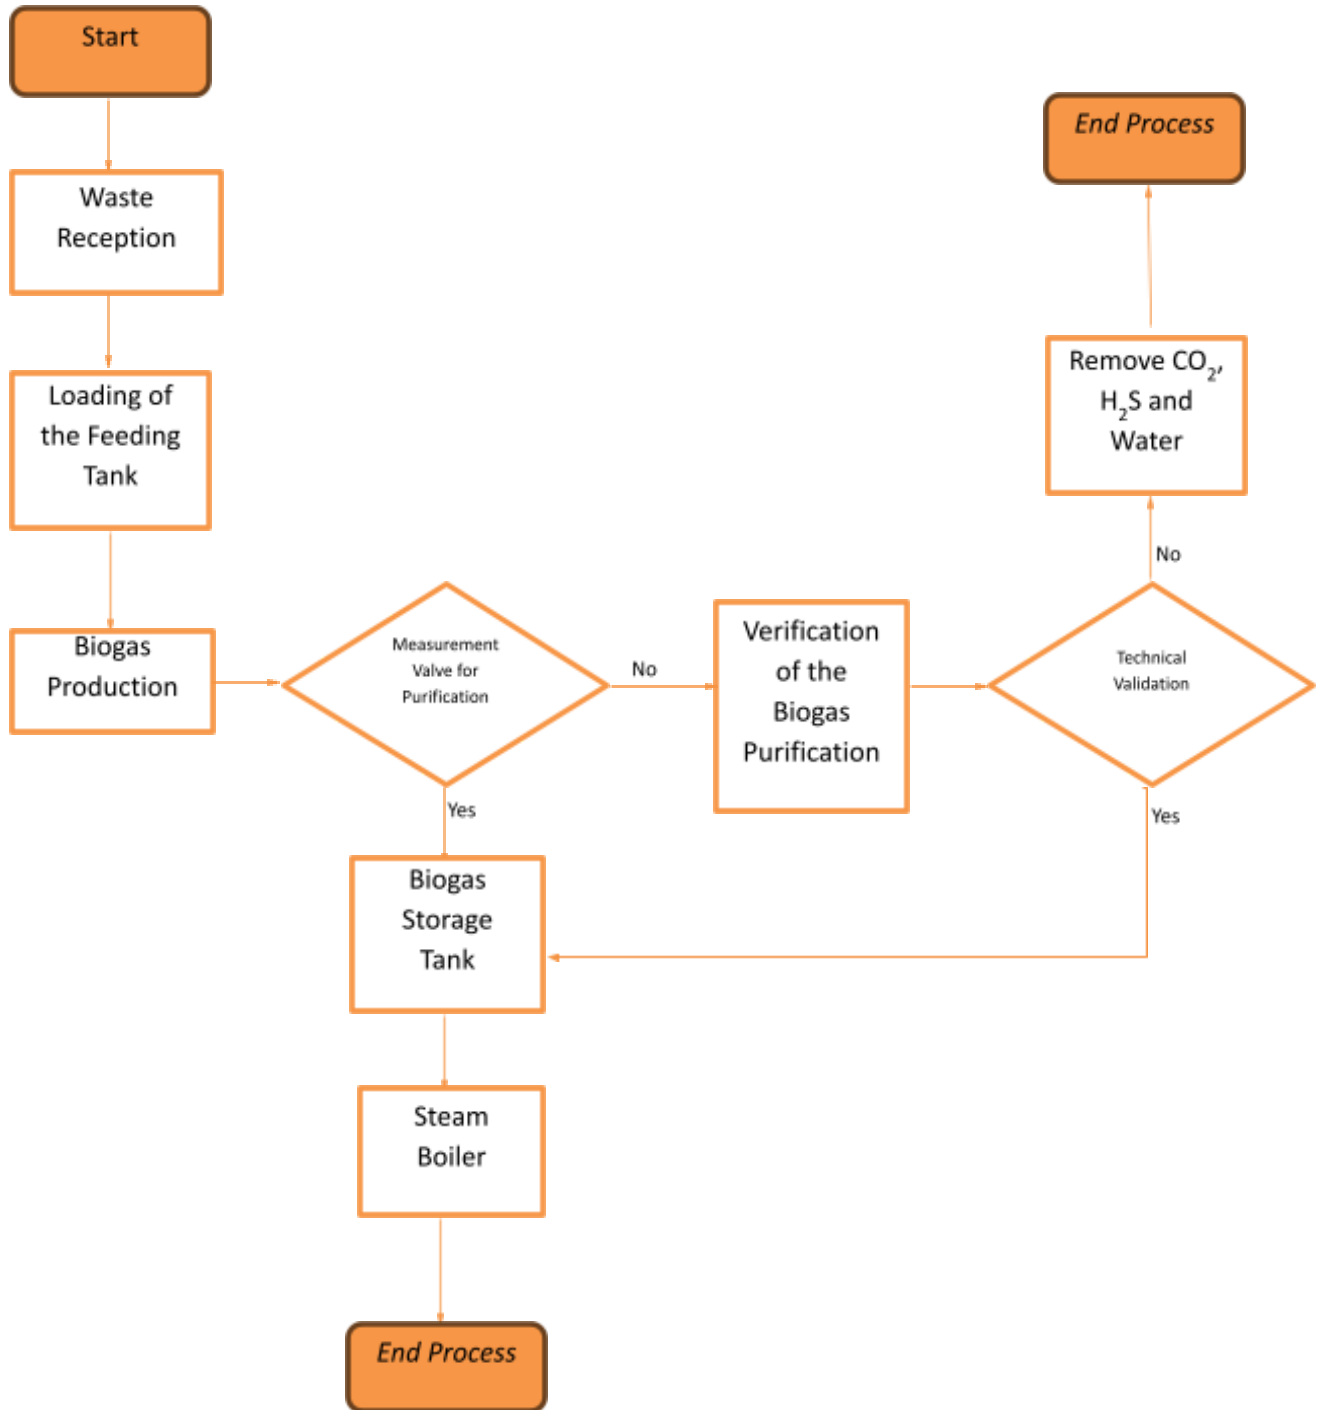 Start
Waste
Reception
Loading of
the Feeding
Tank
Biogas
Production
Measurement
Valve for
Purification
No
Yes
Verification
of the
Biogas
Purification
Technical
Validation
No
Yes
Remove CO₂,
H₂S and
Water
End Process
Biogas
Storage
Tank
Steam
Boiler
End Process